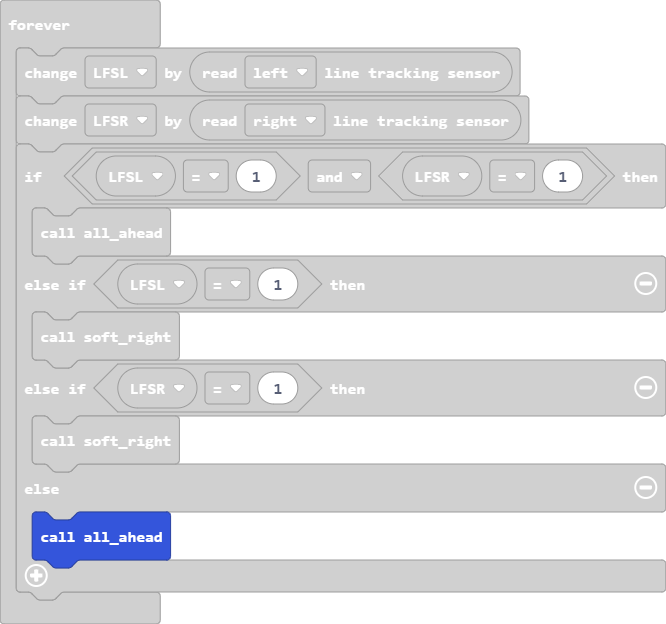 forever
change LFSL by read left line tracking sensor
change LFSR by read right line tracking sensor
if LFSL = 1 and LFSR = 1 then
call all_ahead
else if LFSL = 1 then
call soft_right
else if LFSR = 1 then
call soft_right
else
call all_ahead